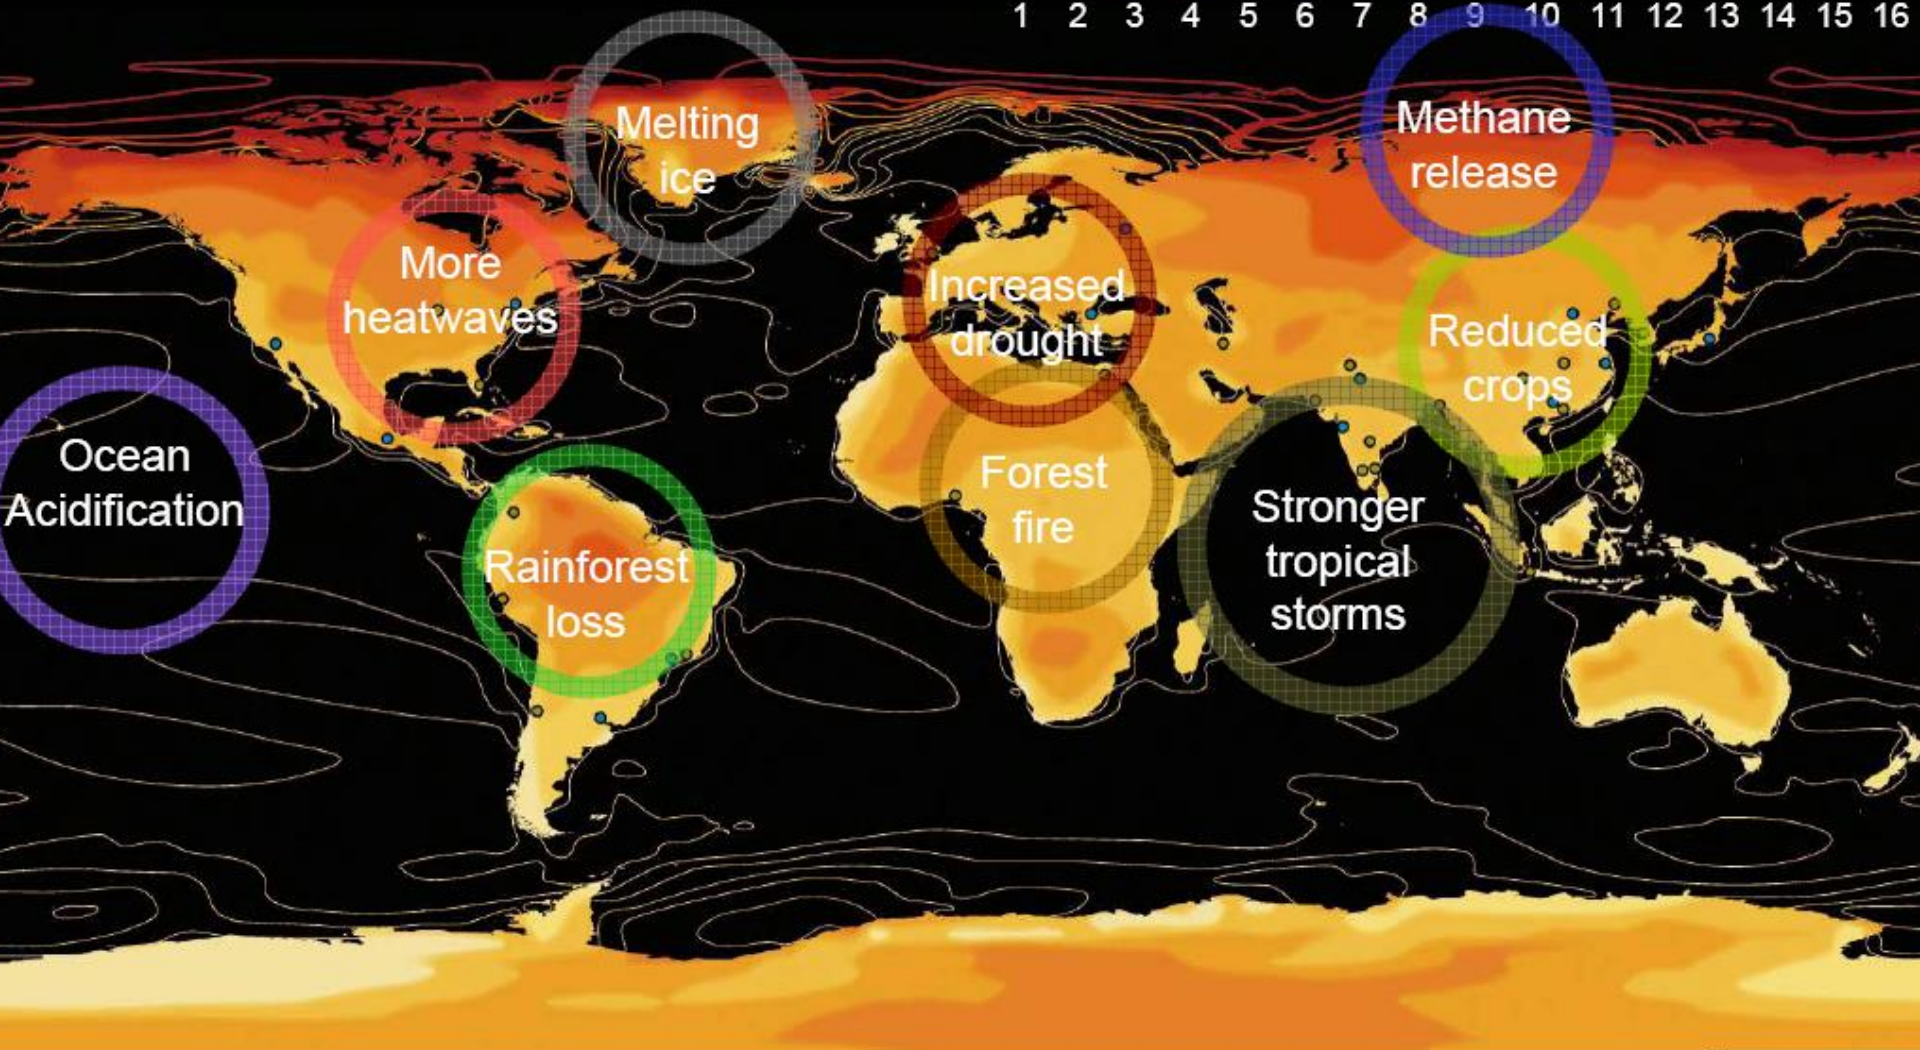 1 2 3 4 5 6 7 8 9 10 11 12 13 14 15 16
Melting
ice
Methane
release
More
heatwaves
Increased
drought
Reduced
crops
Ocean
Acidification
Forest
fire
Stronger
tropical
storms
Rainforest
loss